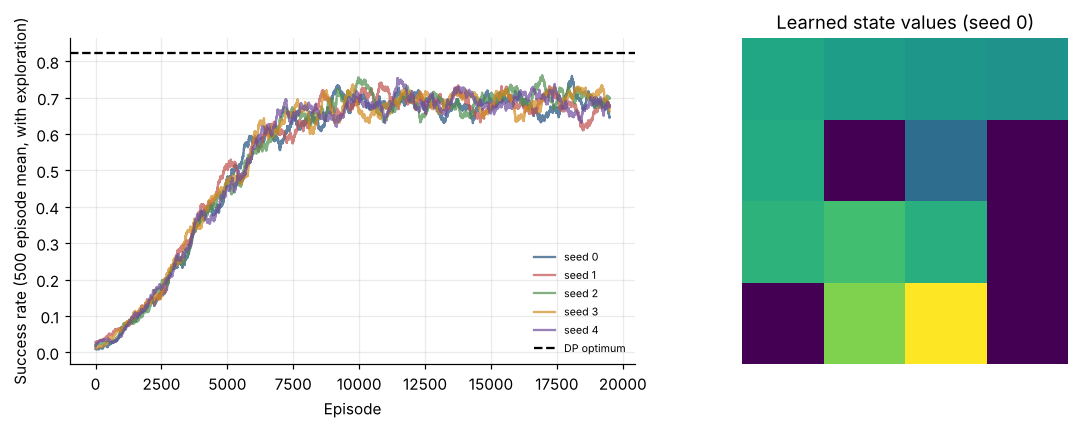 Success rate (500 episode mean, with exploration)
0.8
0.7
0.6
0.5
0.4
0.3
0.2
0.1
0.0
0 2500 5000 7500 10000 12500 15000 17500 20000
Episode
seed 0
seed 1
seed 2
seed 3
seed 4
DP optimum
Learned state values (seed 0)